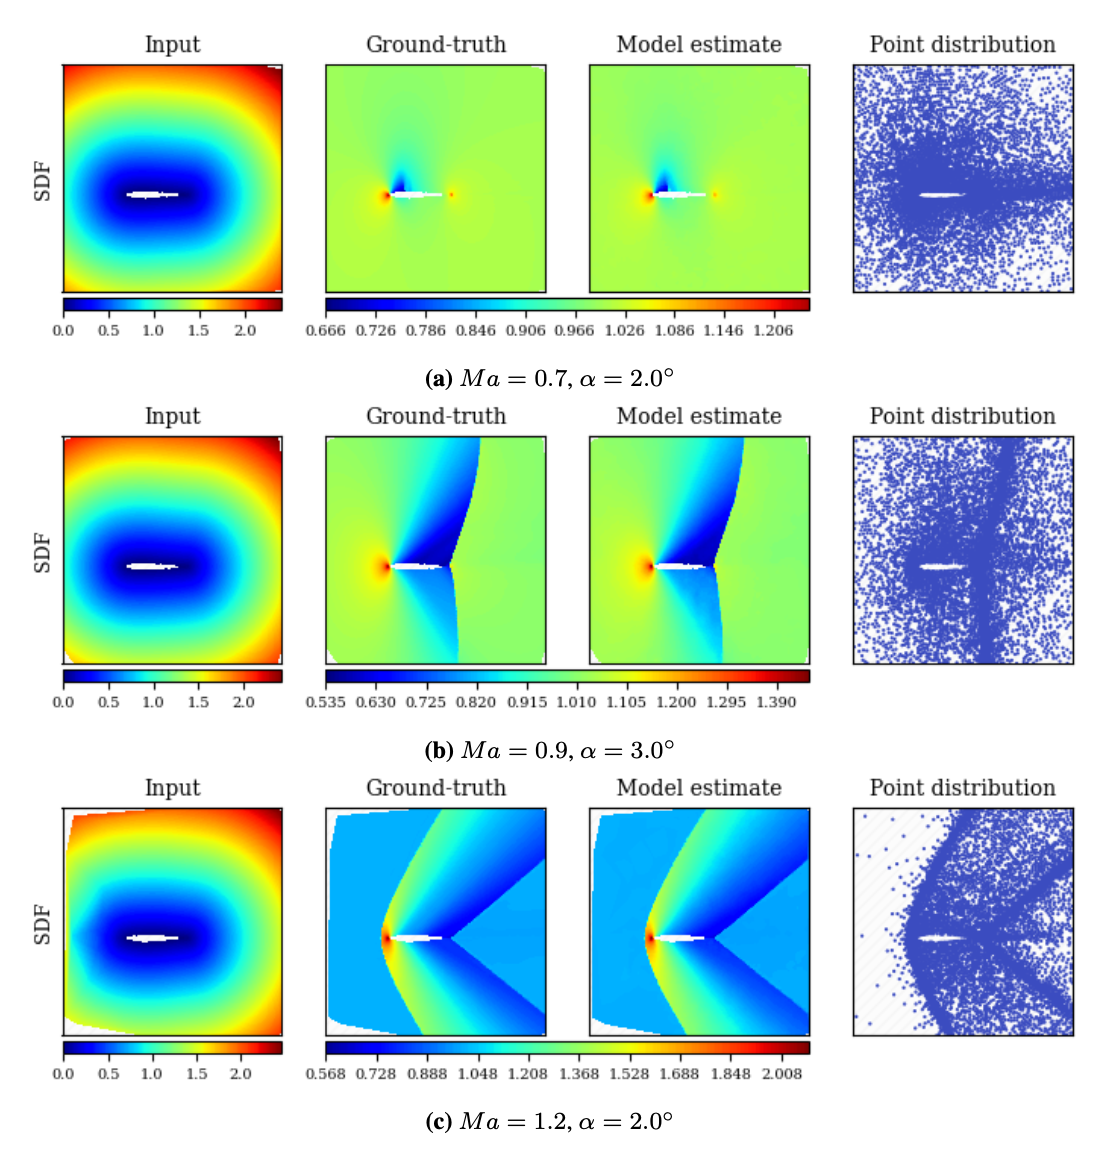 Input Ground-truth Model estimate Point distribution
SDF
0.0 0.5 1.0 1.5 2.0 0.666 0.726 0.786 0.846 0.906 0.966 1.026 1.086 1.146 1.206
(a) Ma = 0.7, α = 2.0°
Input Ground-truth Model estimate Point distribution
SDF
0.0 0.5 1.0 1.5 2.0 0.535 0.630 0.725 0.820 0.915 1.010 1.105 1.200 1.295 1.390
(b) Ma = 0.9, α = 3.0°
Input Ground-truth Model estimate Point distribution
SDF
0.0 0.5 1.0 1.5 2.0 0.568 0.728 0.888 1.048 1.208 1.368 1.528 1.688 1.848 2.008
(c) Ma = 1.2, α = 2.0°